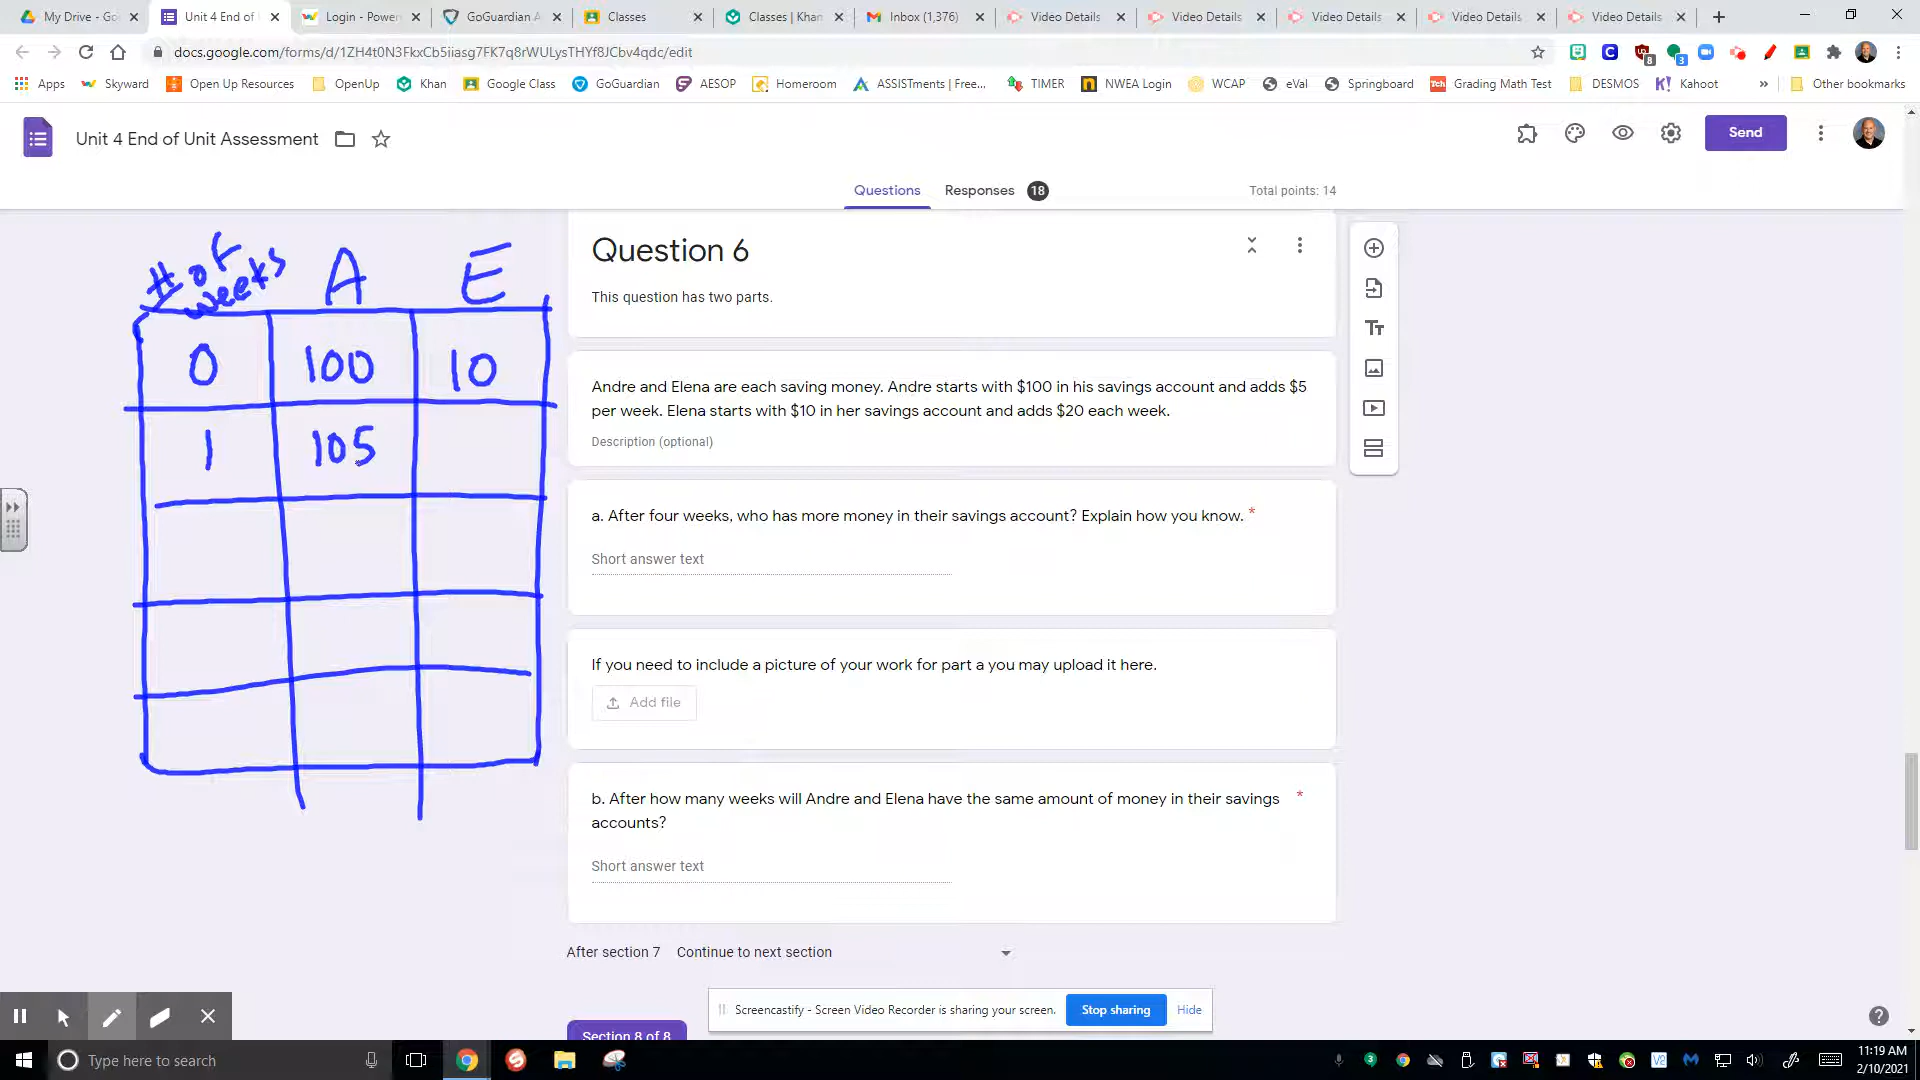 My Drive - Go
Unit 4 End of
Login - Power
GoGuardian A
Classes
Classes | Khan
Inbox (1,376)
Video Details
Video Details
Video Details
Video Details
Video Details
docs.google.com/forms/d/1ZH4t0N3FkxCb5iiasg7FK7q8rWULysTHYf8JCbv4qdc/edit
Apps
Skyward
Open Up Resources
OpenUp
Khan
Google Class
GoGuardian
AESOP
Homeroom
ASSISTments | Free...
TIMER
NWEA Login
WCAP
eVal
Springboard
Grading Math Test
DESMOS
Kahoot
»
Other bookmarks
Unit 4 End of Unit Assessment
Send
Questions
Responses 18
Total points: 14
# of weeks A E
0 100 10
1 105
Question 6
This question has two parts.
Andre and Elena are each saving money. Andre starts with $100 in his savings account and adds $5
per week. Elena starts with $10 in her savings account and adds $20 each week.
Description (optional)
a. After four weeks, who has more money in their savings account? Explain how you know. *
Short answer text
If you need to include a picture of your work for part a you may upload it here.
Add file
b. After how many weeks will Andre and Elena have the same amount of money in their savings *
accounts?
Short answer text
After section 7 Continue to next section
Section 8 of 8
Screencastify - Screen Video Recorder is sharing your screen.
Stop sharing
Hide
Type here to search
11:19 AM
2/10/2021